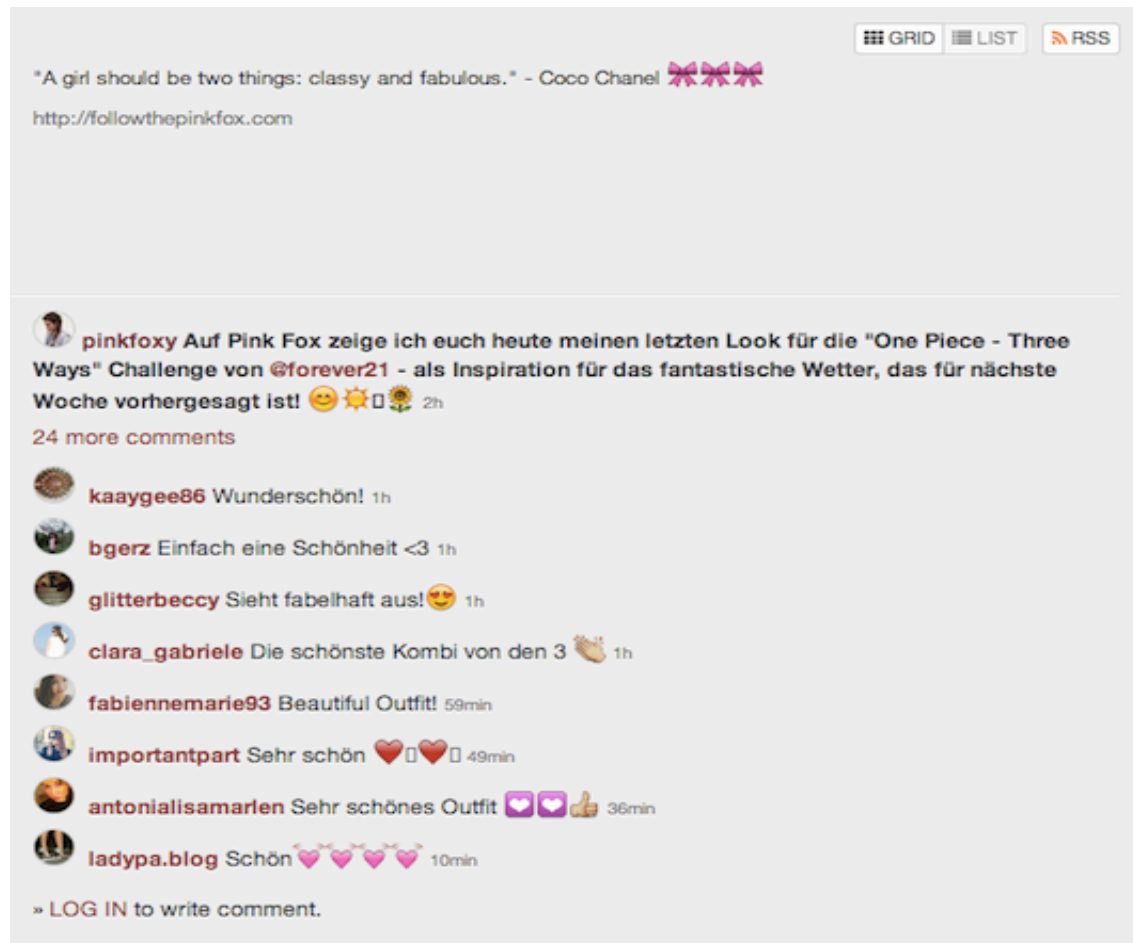 GRID LIST RSS
"A girl should be two things: classy and fabulous." - Coco Chanel 🎀🎀🎀
http://followthepinkfox.com
pinkfoxy Auf Pink Fox zeige ich euch heute meinen letzten Look für die "One Piece - Three
Ways" Challenge von @forever21 - als Inspiration für das fantastische Wetter, das für nächste
Woche vorhergesagt ist! 😊☀️🌻 2h
24 more comments
kaaygee86 Wunderschön! 1h
bgerz Einfach eine Schönheit <3 1h
glitterbeccy Sieht fabelhaft aus!😍 1h
clara_gabriele Die schönste Kombi von den 3 👏 1h
fabiennemarie93 Beautiful Outfit! 59min
importantpart Sehr schön ❤️❤️ 49min
antonialisamarlen Sehr schönes Outfit 💟💟👍 36min
ladypa.blog Schön💓💓💓💓 10min
» LOG IN to write comment.